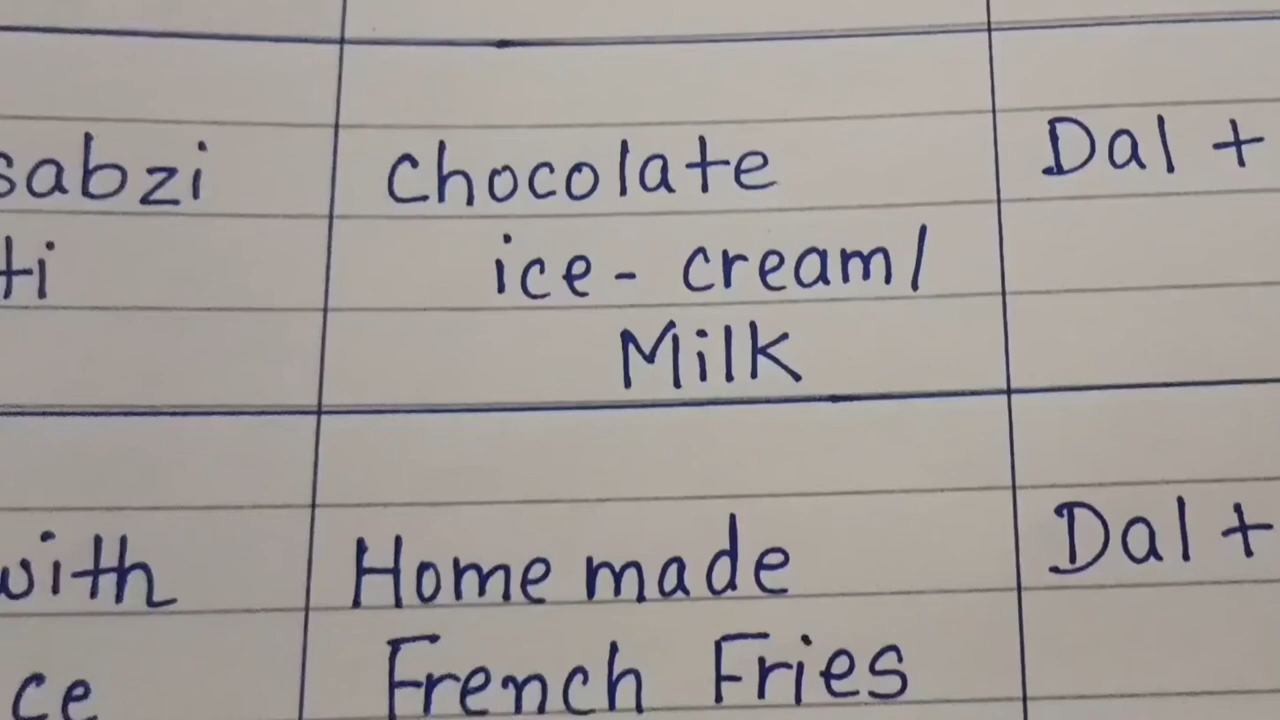 sabzi
ti
chocolate
ice - cream/
Milk
Dal +
with
ce
Home made
French Fries
Dal +